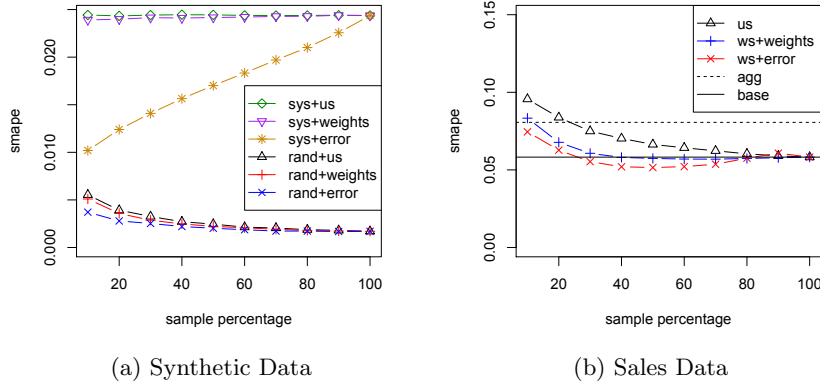 smape
0.020
0.010
0.000
sys+us
sys+weights
sys+error
rand+us
rand+weights
rand+error
20 40 60 80 100
sample percentage
(a) Synthetic Data
smape
0.15
0.10
0.05
0.00
us
ws+weights
ws+error
agg
base
20 40 60 80 100
sample percentage
(b) Sales Data